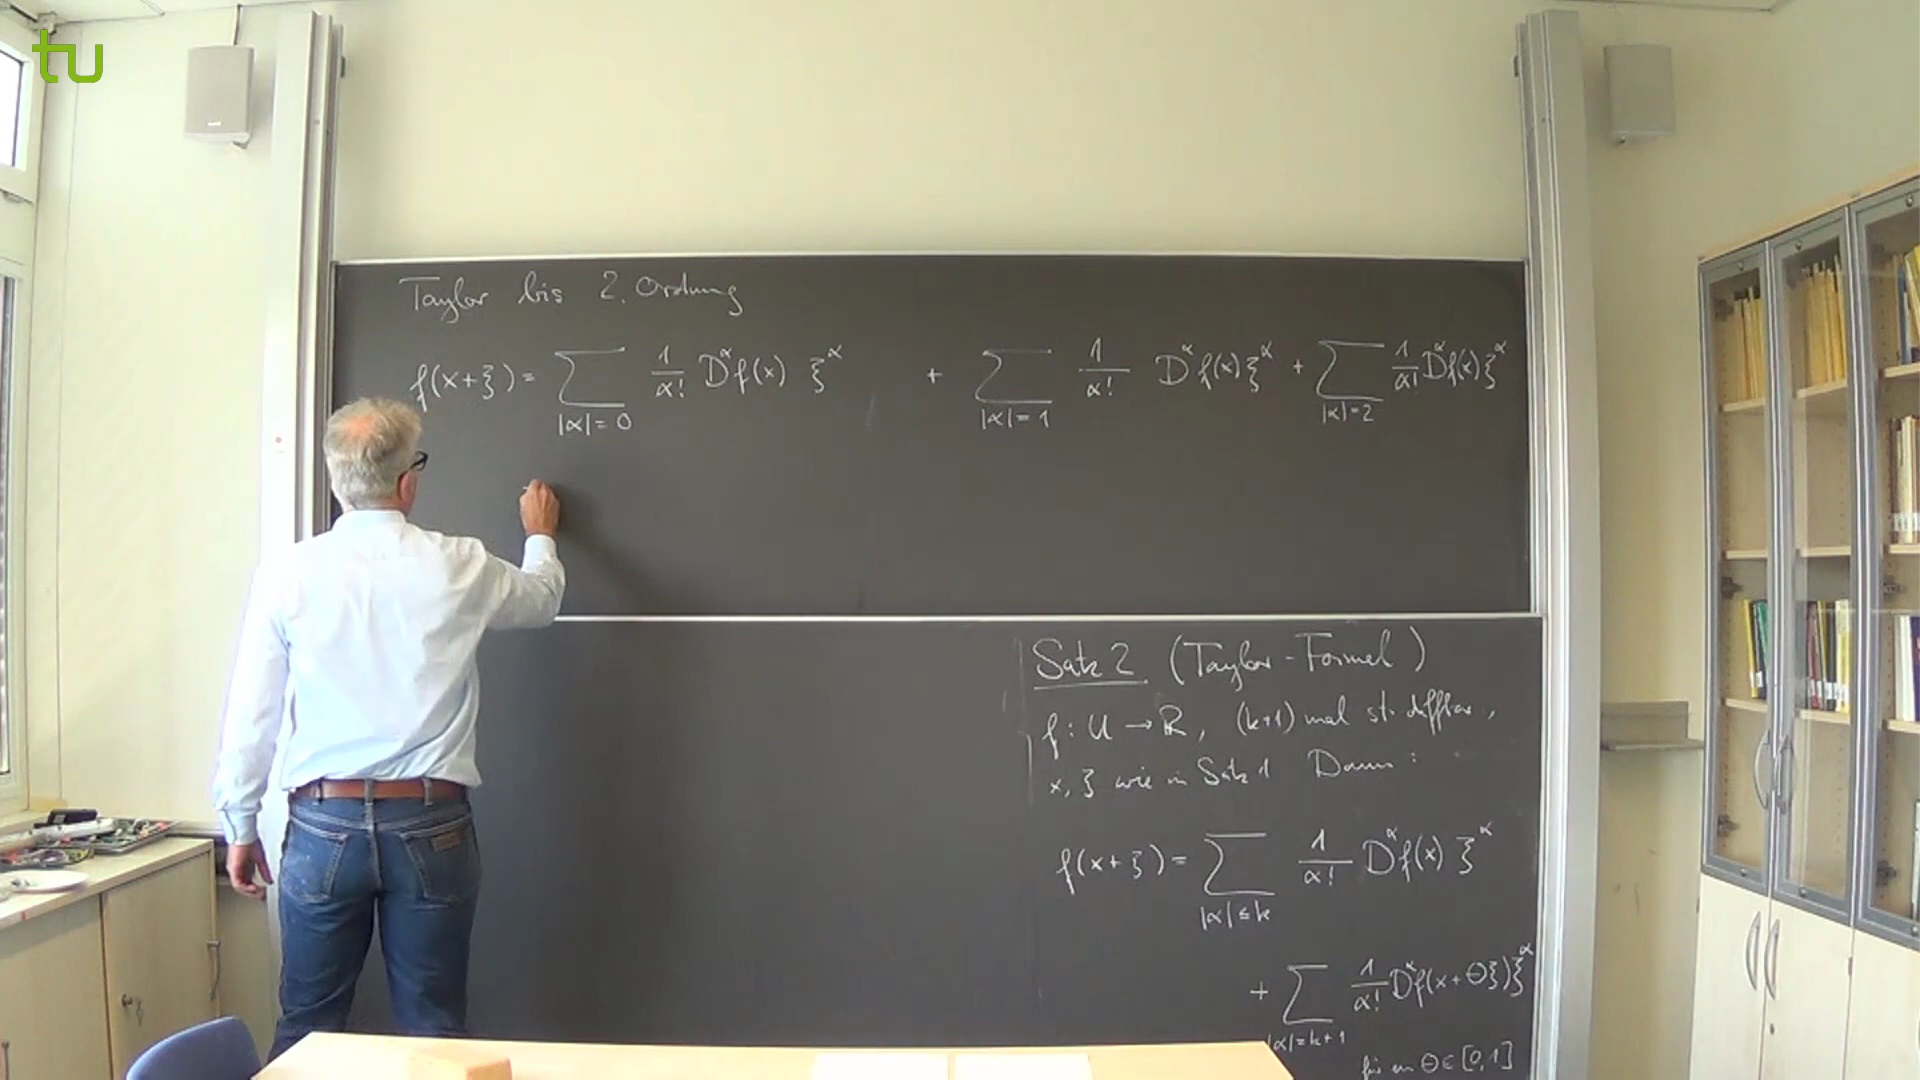 tu
Taylor bis 2. Ordnung
f(x+ξ) = ∑_{|α|=0} 1/α! D^α f(x) ξ^α + ∑_{|α|=1} 1/α! D^α f(x) ξ^α + ∑_{|α|=2} 1/α! D^α f(x) ξ^α
Satz 2 (Taylor-Formel)
f: U → ℝ, (k+1) mal st. diffbar,
x, ξ wie in Satz 1 Dann:
f(x+ξ) = ∑_{|α|≤k} 1/α! D^α f(x) ξ^α
+ ∑_{|α|=k+1} 1/α! D^α f(x+Θξ) ξ^α
für ein Θ ∈ [0,1]